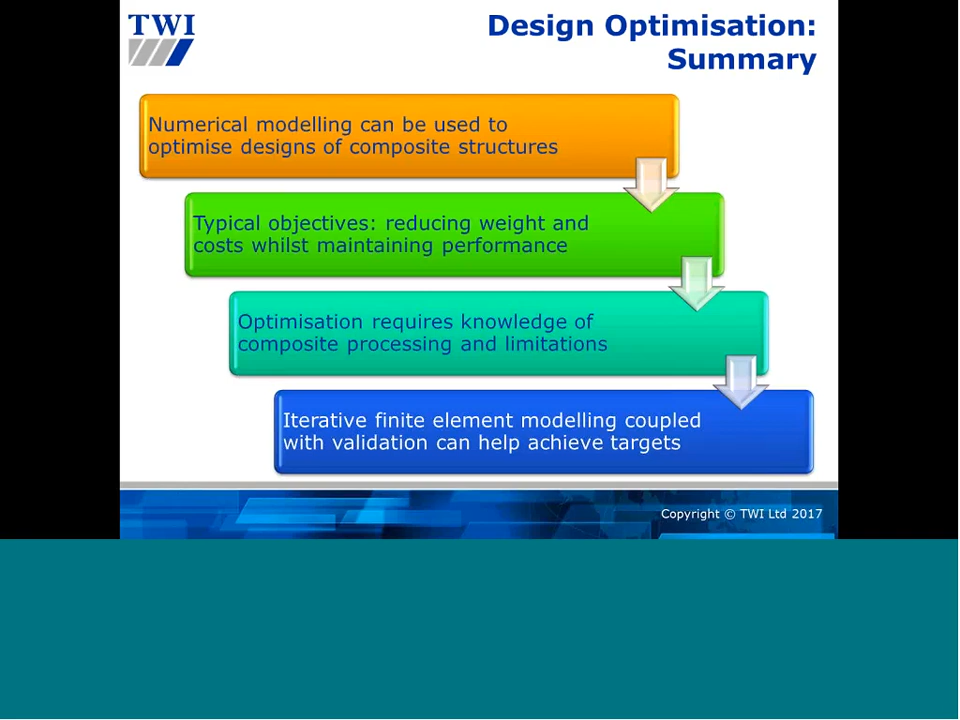 TWI
Design Optimisation:
Summary
Numerical modelling can be used to
optimise designs of composite structures
Typical objectives: reducing weight and
costs whilst maintaining performance
Optimisation requires knowledge of
composite processing and limitations
Iterative finite element modelling coupled
with validation can help achieve targets
Copyright © TWI Ltd 2017